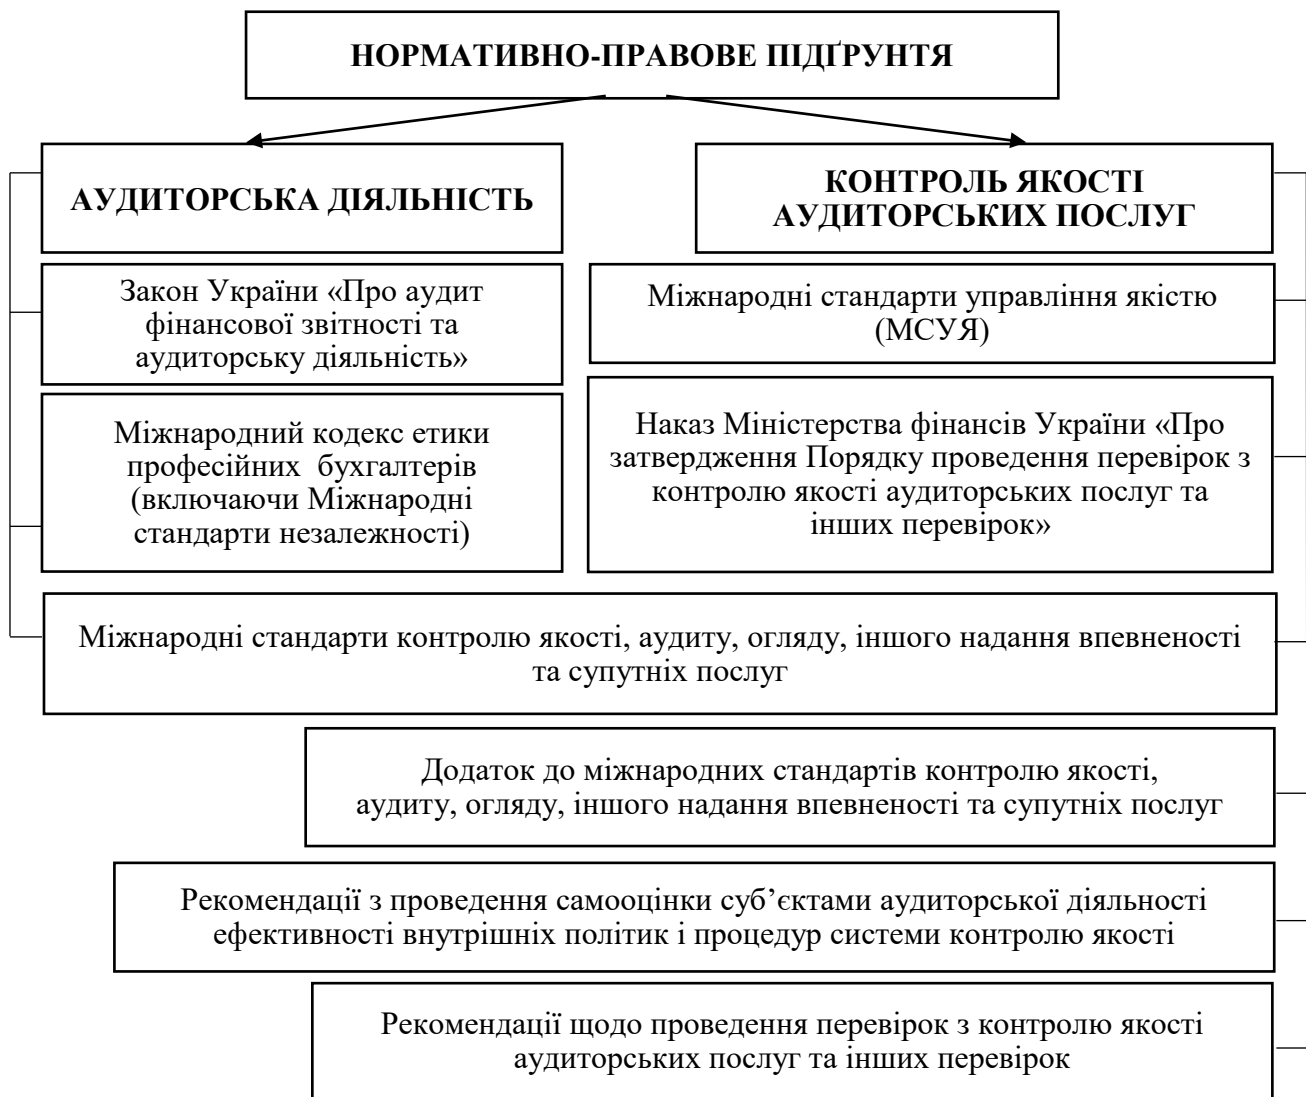 НОРМАТИВНО-ПРАВОВЕ ПІДҐРУНТЯ
АУДИТОРСЬКА ДІЯЛЬНІСТЬ
КОНТРОЛЬ ЯКОСТІ
АУДИТОРСЬКИХ ПОСЛУГ
Закон України «Про аудит
фінансової звітності та
аудиторську діяльність»
Міжнародні стандарти управління якістю
(МСУЯ)
Міжнародний кодекс етики
професійних бухгалтерів
(включаючи Міжнародні
стандарти незалежності)
Наказ Міністерства фінансів України «Про
затвердження Порядку проведення перевірок з
контролю якості аудиторських послуг та
інших перевірок»
Міжнародні стандарти контролю якості, аудиту, огляду, іншого надання впевненості
та супутніх послуг
Додаток до міжнародних стандартів контролю якості,
аудиту, огляду, іншого надання впевненості та супутніх послуг
Рекомендації з проведення самооцінки суб’єктами аудиторської діяльності
ефективності внутрішніх політик і процедур системи контролю якості
Рекомендації щодо проведення перевірок з контролю якості
аудиторських послуг та інших перевірок